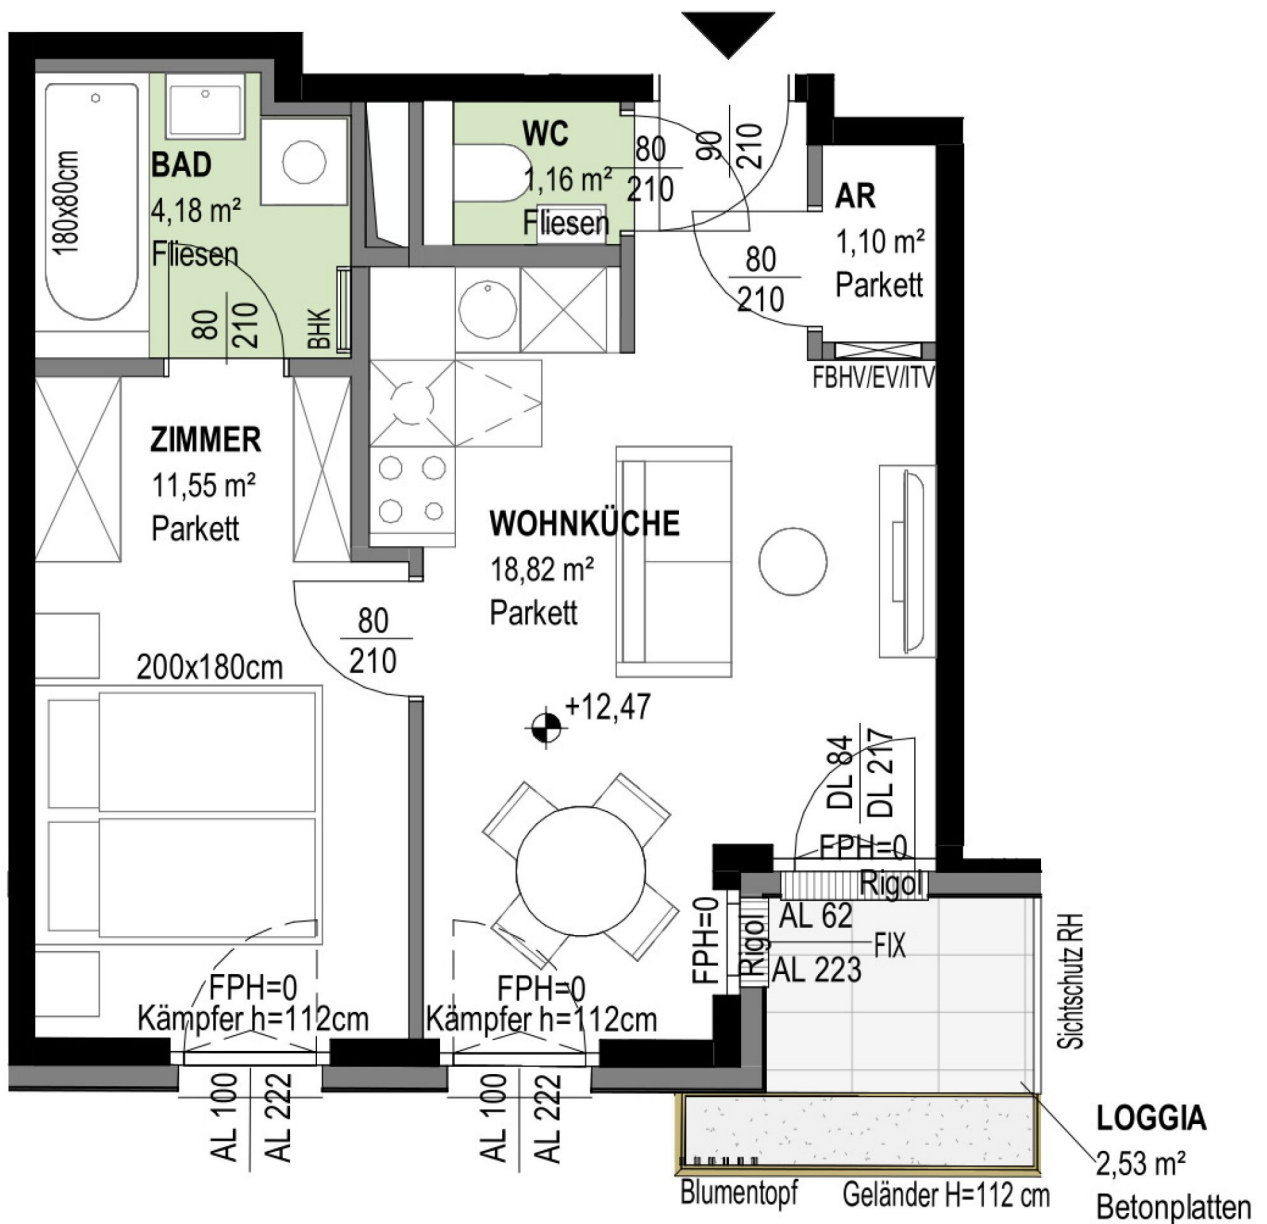 180x80cm
BAD
4,18 m²
Fliesen
80
210
BHK
WC
1,16 m²
Fliesen
80
210
90
210
AR
1,10 m²
Parkett
80
210
FBHV/EV/ITV
ZIMMER
11,55 m²
Parkett
WOHNKÜCHE
18,82 m²
Parkett
80
210
200x180cm
+12,47
DL 84
DL 217
FPH=0
Rigol
FPH=0
Rigol
AL 62
AL 223
FIX
Sichtschutz RH
FPH=0
Kämpfer h=112cm
FPH=0
Kämpfer h=112cm
AL 100
AL 222
AL 100
AL 222
LOGGIA
2,53 m²
Betonplatten
Blumentopf
Geländer H=112 cm